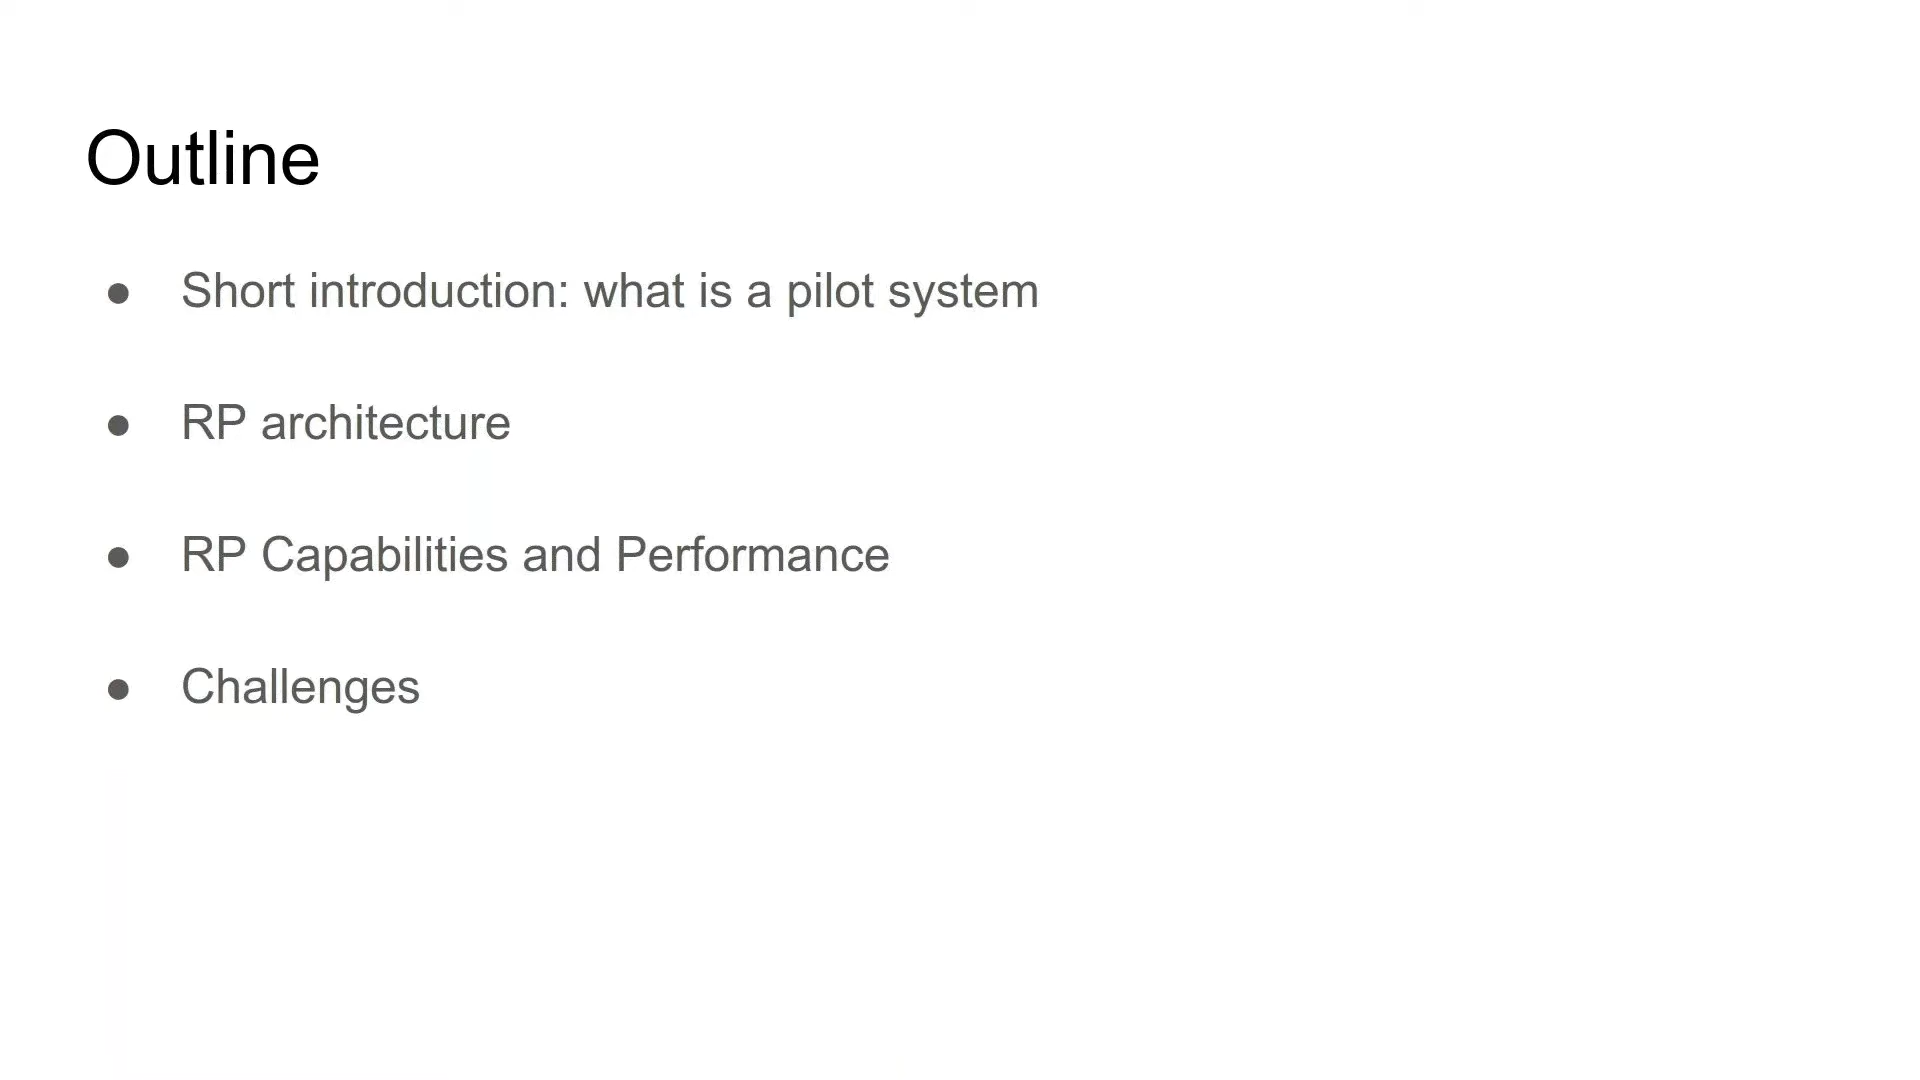 Outline
● Short introduction: what is a pilot system
● RP architecture
● RP Capabilities and Performance
● Challenges